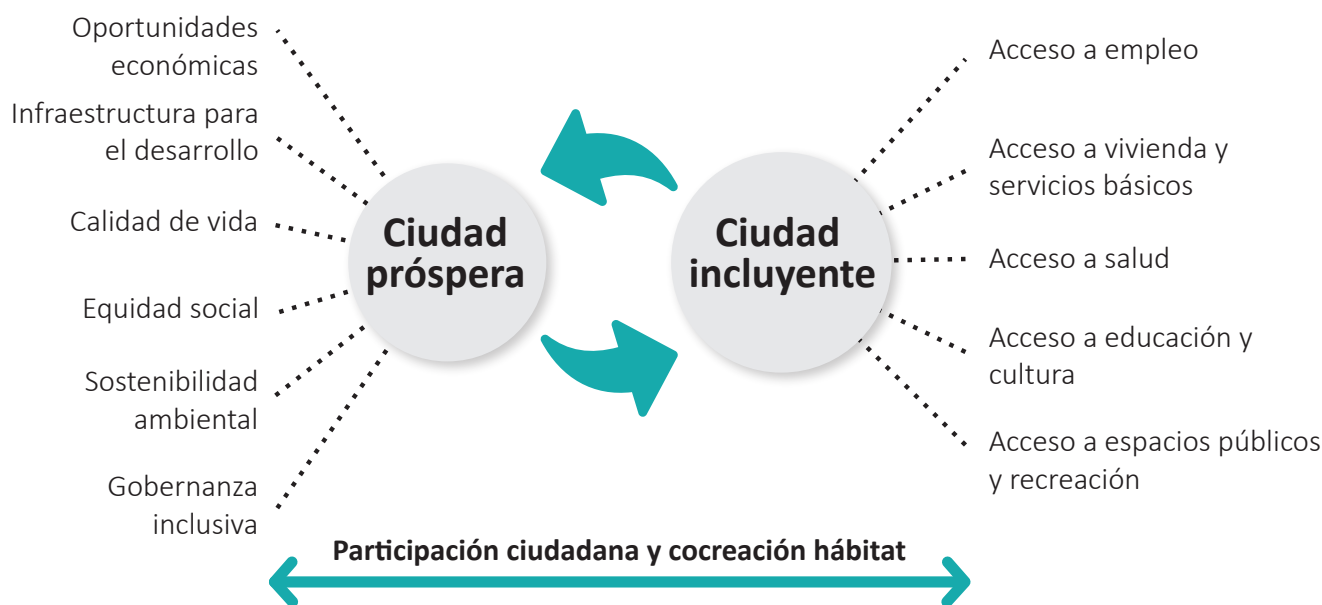 Oportunidades
económicas
Infraestructura para
el desarrollo
Calidad de vida
Equidad social
Sostenibilidad
ambiental
Gobernanza
inclusiva
Ciudad
próspera
Ciudad
incluyente
Acceso a empleo
Acceso a vivienda y
servicios básicos
Acceso a salud
Acceso a educación y
cultura
Acceso a espacios públicos
y recreación
Participación ciudadana y cocreación hábitat